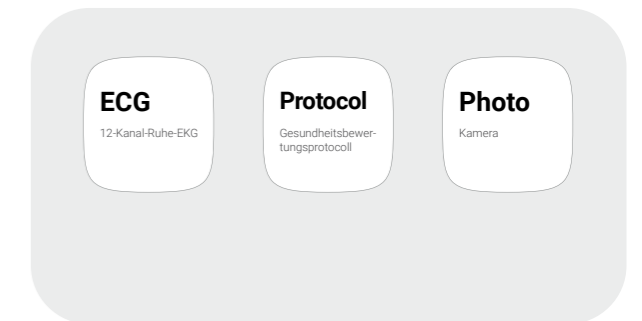 ECG
12-Kanal-Ruhe-EKG
Protocol
Gesundheitsbewer-
tungsprotocoll
Photo
Kamera